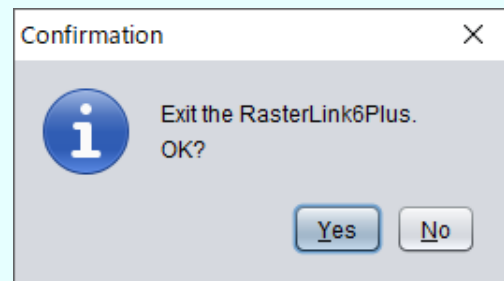 Confirmation
Exit the RasterLink6Plus.
OK?
Yes
No